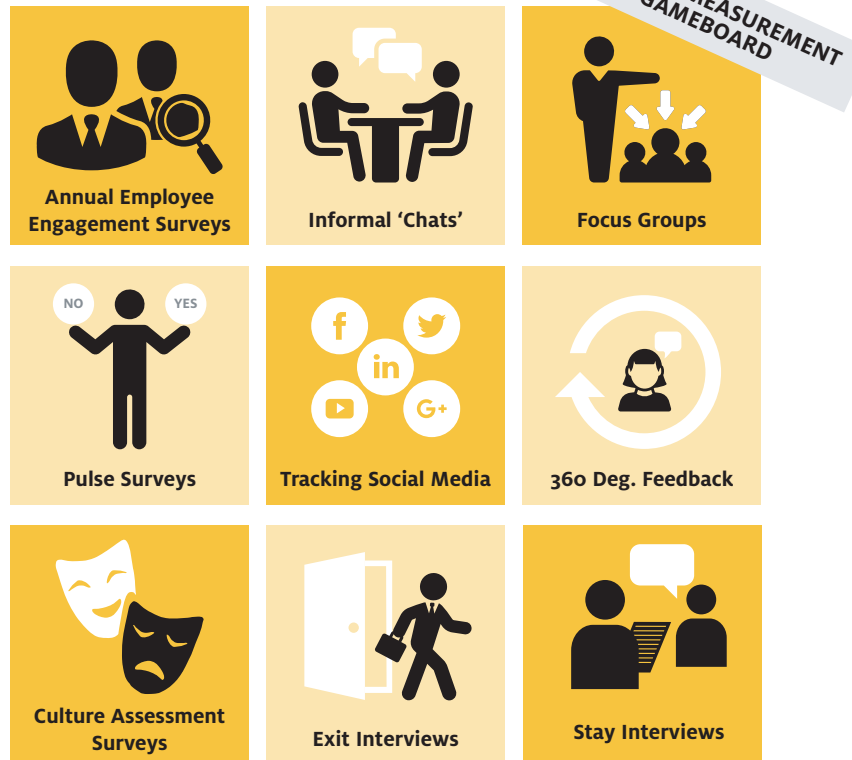 MEASUREMENT
GAMEBOARD
Annual Employee
Engagement Surveys
Informal ‘Chats’
Focus Groups
NO
YES
Pulse Surveys
f
in
G+
Tracking Social Media
360 Deg. Feedback
Culture Assessment
Surveys
Exit Interviews
Stay Interviews